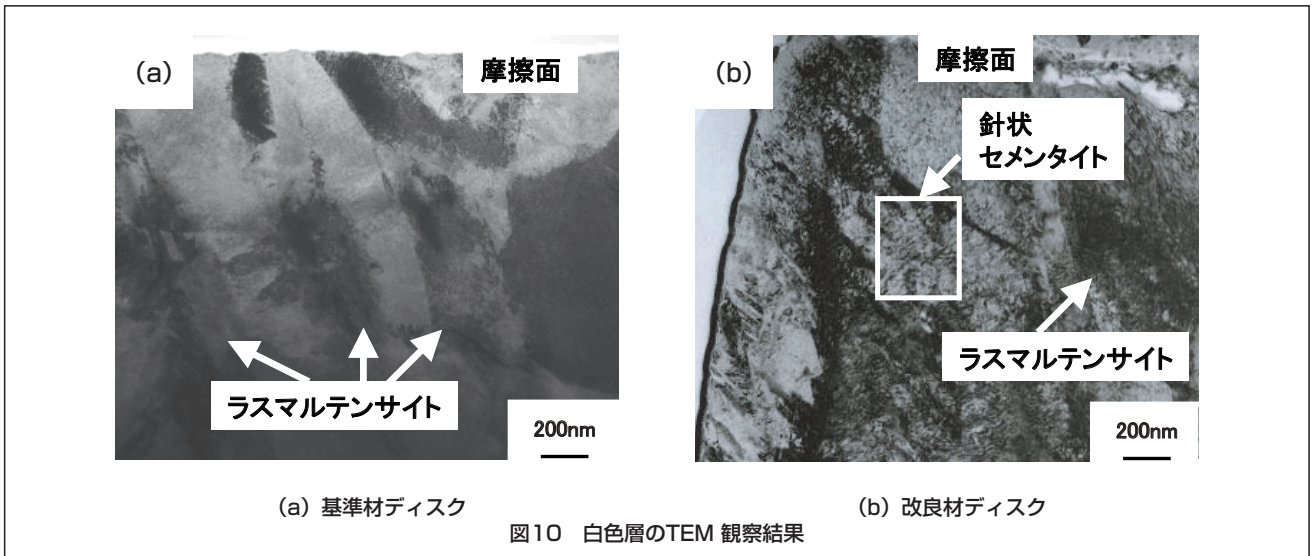 (a)
摩擦面
ラスマルテンサイト
200nm
(b)
摩擦面
針状
セメンタイト
ラスマルテンサイト
200nm
(a) 基準材ディスク
(b) 改良材ディスク
図10 白色層のTEM 観察結果